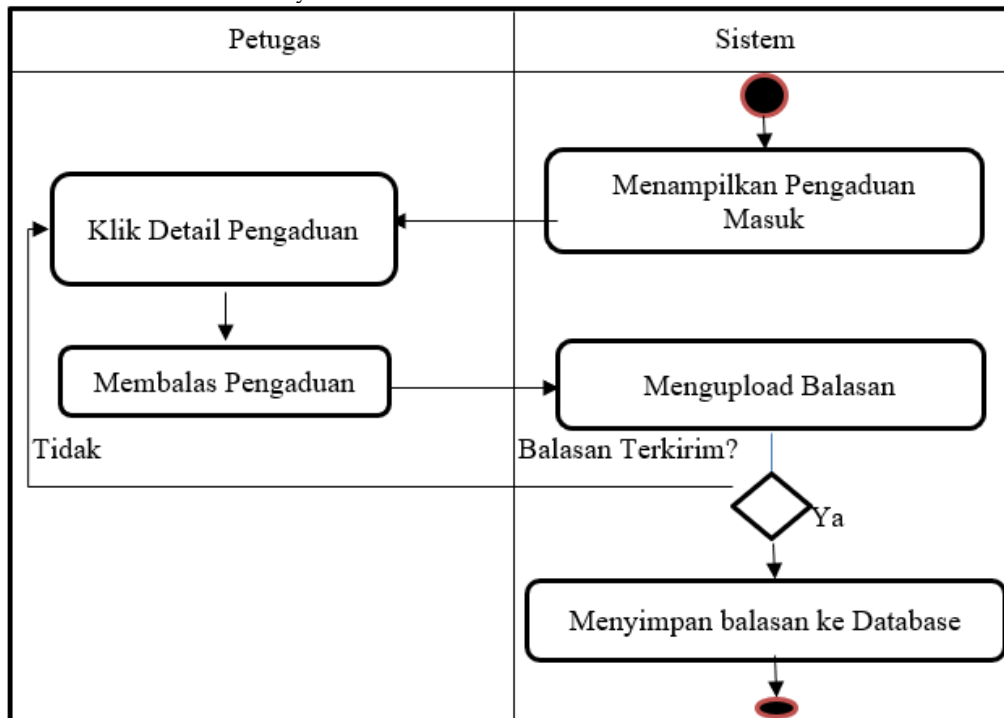 Petugas
Sistem
Menampilkan Pengaduan
Masuk
Klik Detail Pengaduan
Membalas Pengaduan
Mengupload Balasan
Tidak
Balasan Terkirim?
Ya
Menyimpan balasan ke Database